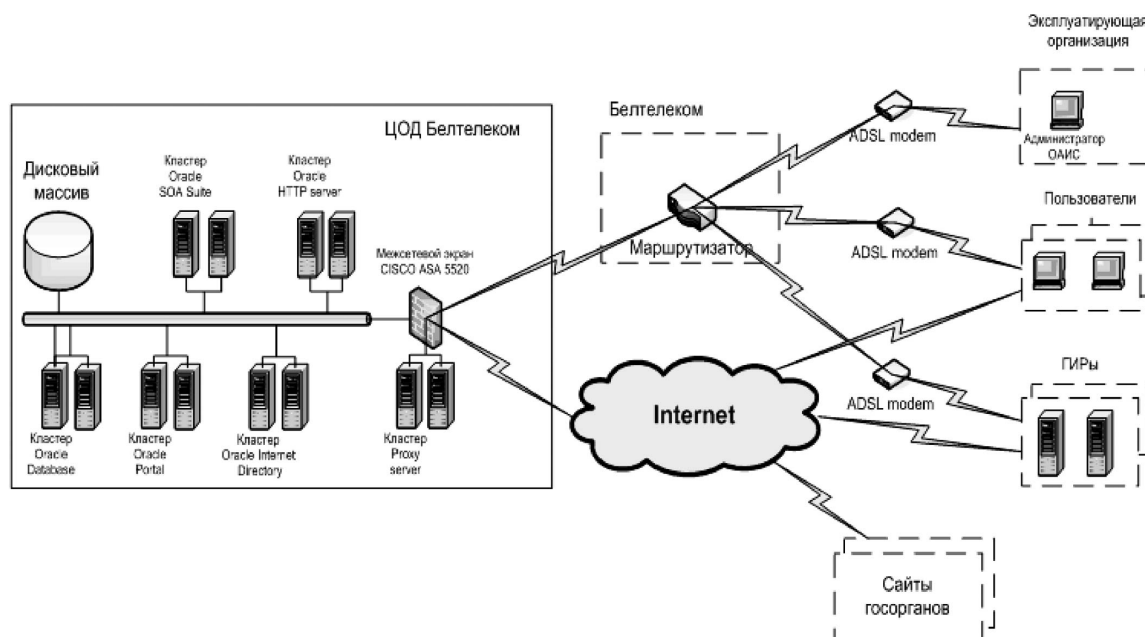 Эксплуатирующая
организация
Администратор
ОАИС
ADSL modem
Белтелеком
Маршрутизатор
Пользователи
ADSL modem
ГИРы
ADSL modem
ЦОД Белтелеком
Дисковый
массив
Кластер
Oracle
SOA Suite
Кластер
Oracle
HTTP server
Межсетевой экран
CISCO ASA 5520
Кластер
Oracle
Database
Кластер
Oracle
Portal
Кластер
Oracle Internet
Directory
Кластер
Proxy
server
Internet
Сайты
госорганов